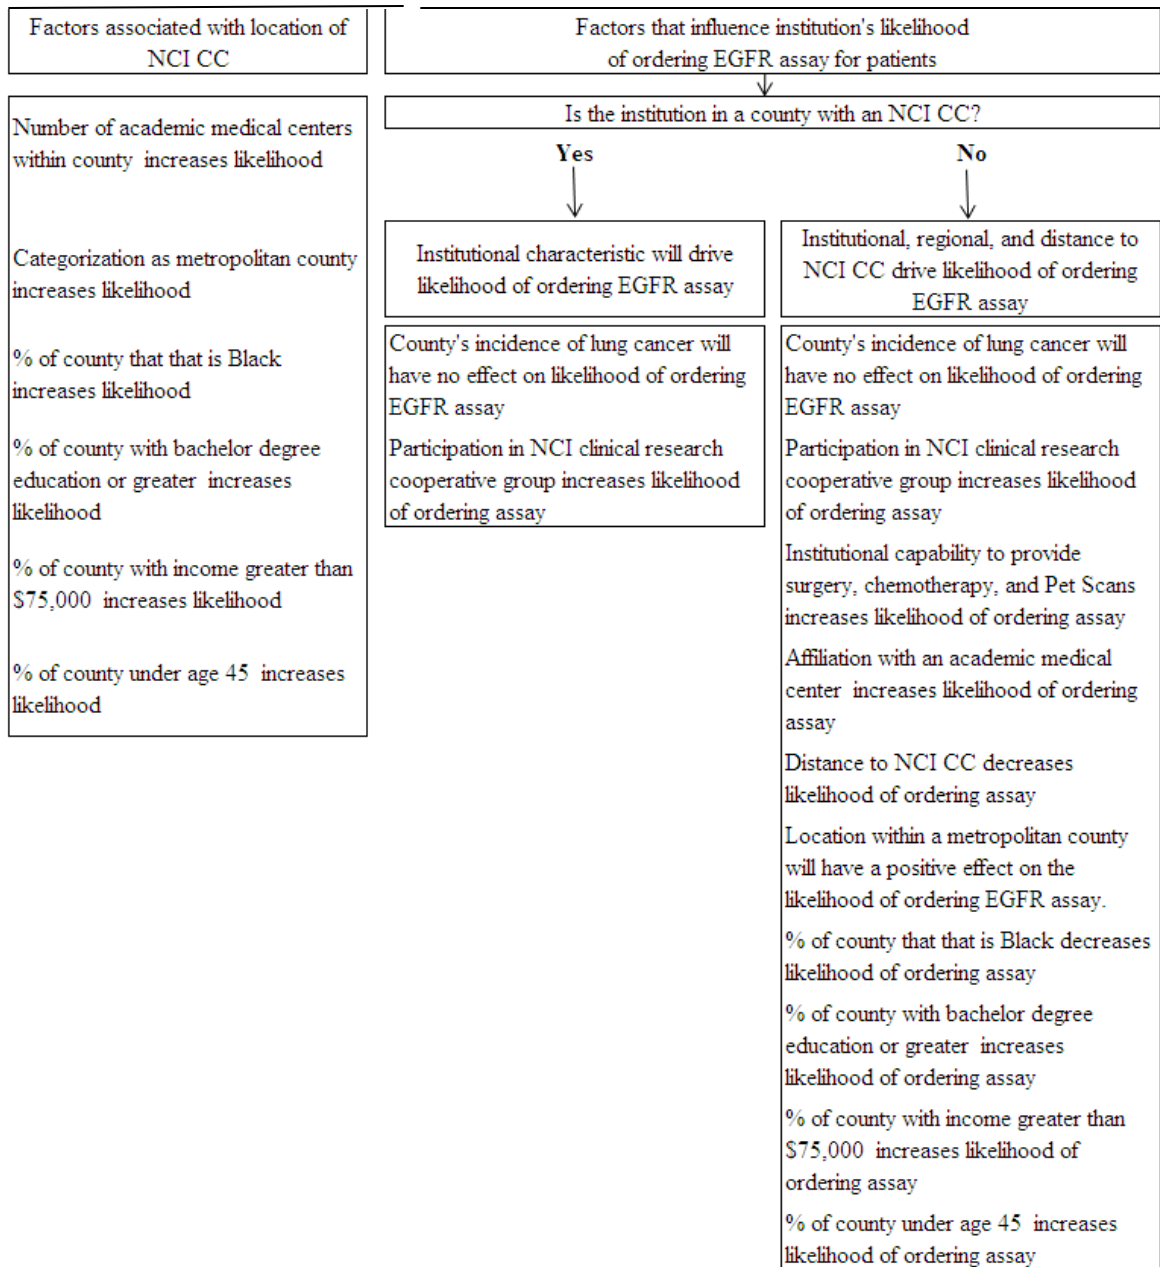 Factors associated with location of
NCI CC
Number of academic medical centers
within county increases likelihood
Categorization as metropolitan county
increases likelihood
% of county that that is Black
increases likelihood
% of county with bachelor degree
education or greater increases
likelihood
% of county with income greater than
$75,000 increases likelihood
% of county under age 45 increases
likelihood
Factors that influence institution's likelihood
of ordering EGFR assay for patients
Is the institution in a county with an NCI CC?
Yes
No
Institutional characteristic will drive
likelihood of ordering EGFR assay
County's incidence of lung cancer will
have no effect on likelihood of ordering
EGFR assay
Participation in NCI clinical research
cooperative group increases likelihood
of ordering assay
Institutional, regional, and distance to
NCI CC drive likelihood of ordering
EGFR assay
County's incidence of lung cancer will
have no effect on likelihood of ordering
EGFR assay
Participation in NCI clinical research
cooperative group increases likelihood
of ordering assay
Institutional capability to provide
surgery, chemotherapy, and Pet Scans
increases likelihood of ordering assay
Affiliation with an academic medical
center increases likelihood of ordering
assay
Distance to NCI CC decreases
likelihood of ordering assay
Location within a metropolitan county
will have a positive effect on the
likelihood of ordering EGFR assay.
% of county that that is Black decreases
likelihood of ordering assay
% of county with bachelor degree
education or greater increases
likelihood of ordering assay
% of county with income greater than
$75,000 increases likelihood of
ordering assay
% of county under age 45 increases
likelihood of ordering assay